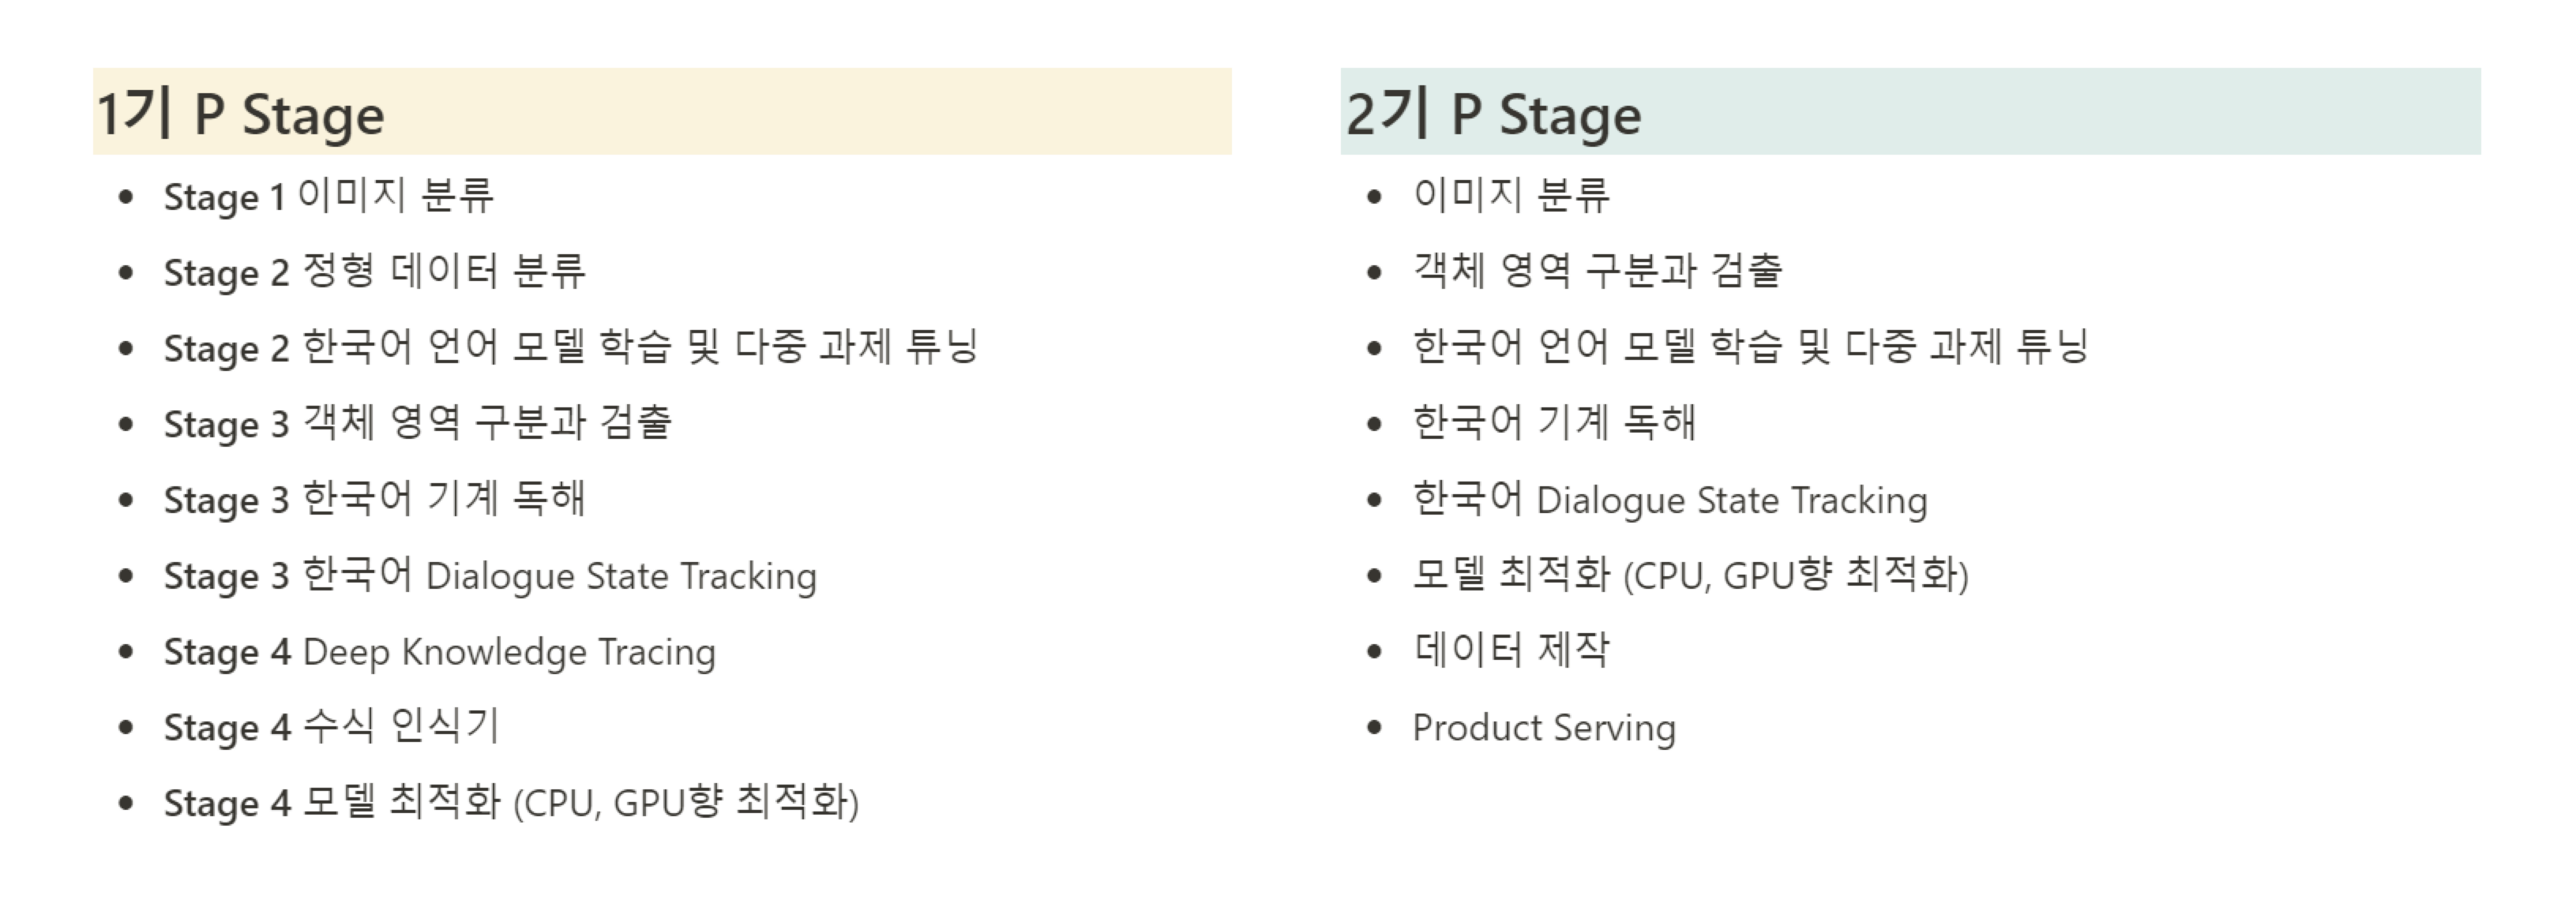 1기 P Stage
• Stage 1 이미지 분류
• Stage 2 정형 데이터 분류
• Stage 2 한국어 언어 모델 학습 및 다중 과제 튜닝
• Stage 3 객체 영역 구분과 검출
• Stage 3 한국어 기계 독해
• Stage 3 한국어 Dialogue State Tracking
• Stage 4 Deep Knowledge Tracing
• Stage 4 수식 인식기
• Stage 4 모델 최적화 (CPU, GPU향 최적화)
2기 P Stage
• 이미지 분류
• 객체 영역 구분과 검출
• 한국어 언어 모델 학습 및 다중 과제 튜닝
• 한국어 기계 독해
• 한국어 Dialogue State Tracking
• 모델 최적화 (CPU, GPU향 최적화)
• 데이터 제작
• Product Serving